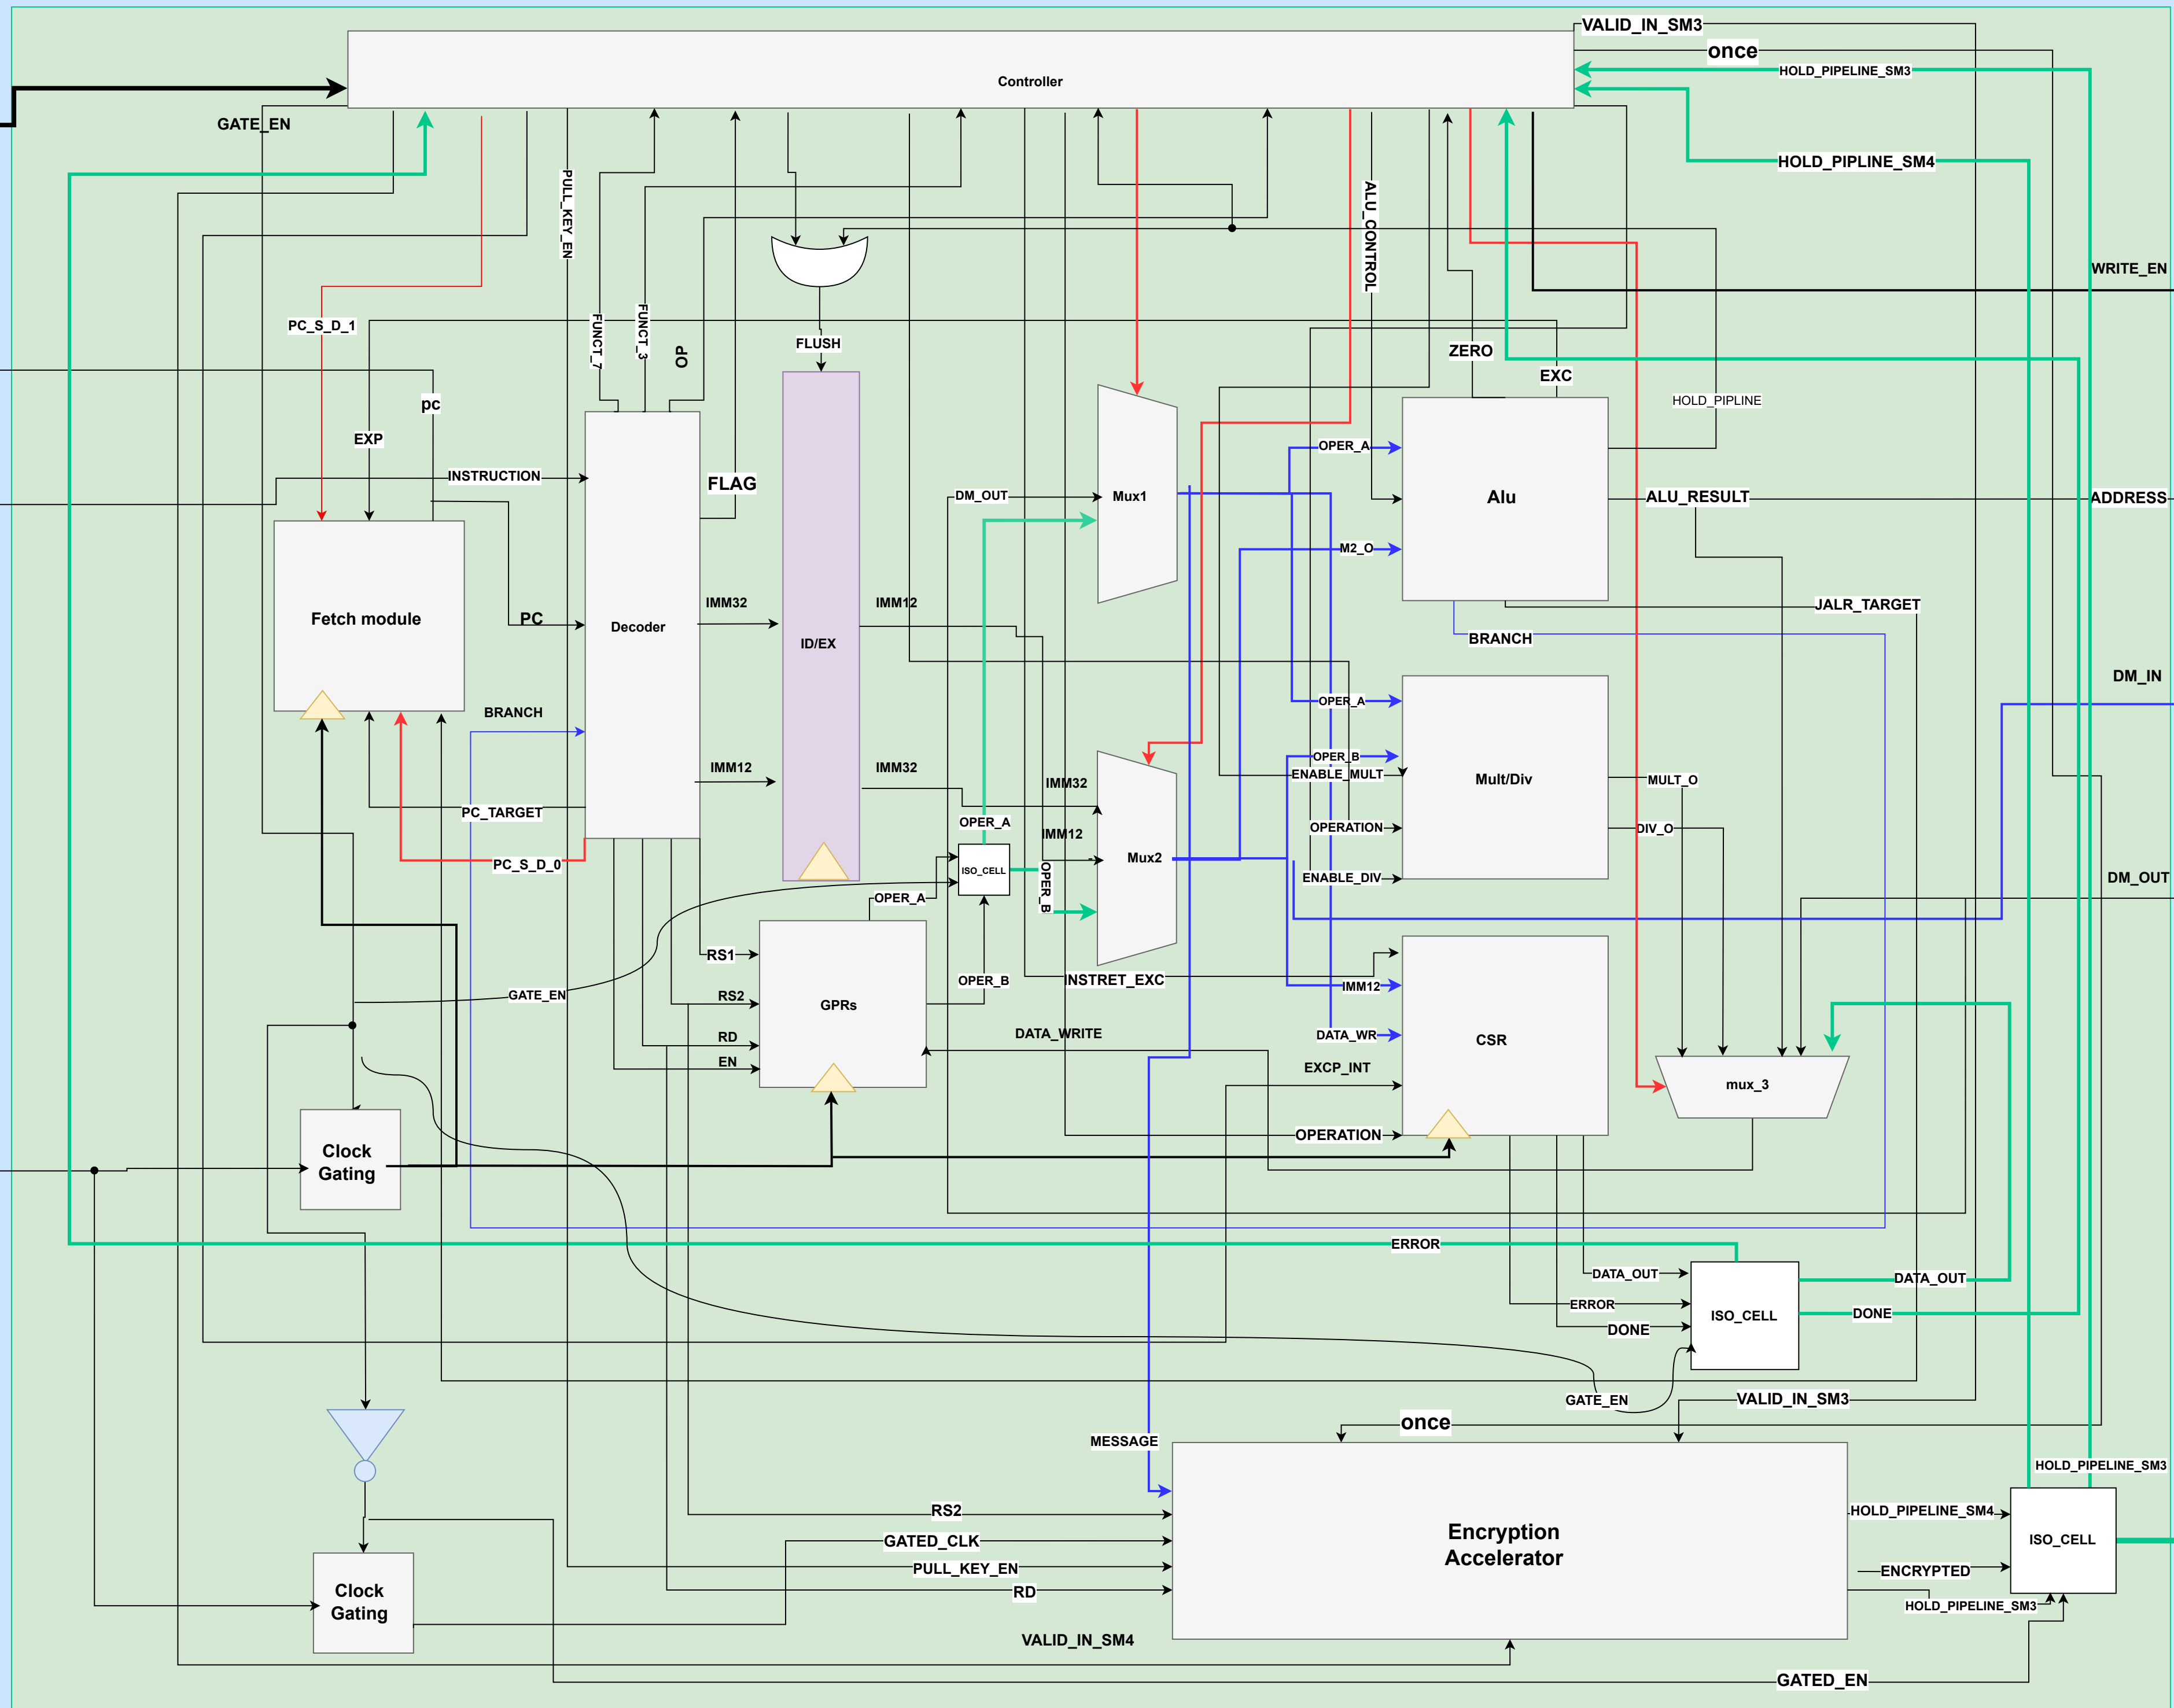 VALID_IN_SM3
once
HOLD_PIPELINE_SM3
Controller
GATE_EN
HOLD_PIPLINE_SM4
PULL_KEY_EN
ALU_CONTROL
WRITE_EN
PC_S_D_1
FUNCT_7
FUNCT_3
OP
FLUSH
ZERO
EXC
HOLD_PIPLINE
pc
EXP
INSTRUCTION
FLAG
OPER_A
DM_OUT
Mux1
Alu
ALU_RESULT
ADDRESS
M2_O
IMM32
IMM12
JALR_TARGET
Fetch module
PC
Decoder
ID/EX
BRANCH
DM_IN
OPER_A
BRANCH
OPER_B
IMM12
IMM32
ENABLE_MULT
Mult/Div
MULT_O
IMM32
PC_TARGET
OPER_A
OPERATION
DIV_O
IMM12
Mux2
PC_S_D_0
ISO_CELL
OPER_B
ENABLE_DIV
DM_OUT
OPER_A
RS1
OPER_B
INSTRET_EXC
IMM12
GATE_EN
RS2
GPRs
RD
DATA_WRITE
DATA_WR
CSR
EN
EXCP_INT
mux_3
OPERATION
Clock
Gating
ERROR
DATA_OUT
DATA_OUT
ERROR
DONE
ISO_CELL
DONE
GATE_EN
VALID_IN_SM3
once
MESSAGE
HOLD_PIPELINE_SM3
RS2
HOLD_PIPELINE_SM4
Encryption
Accelerator
ISO_CELL
GATED_CLK
PULL_KEY_EN
ENCRYPTED
RD
Clock
Gating
HOLD_PIPELINE_SM3
VALID_IN_SM4
GATED_EN